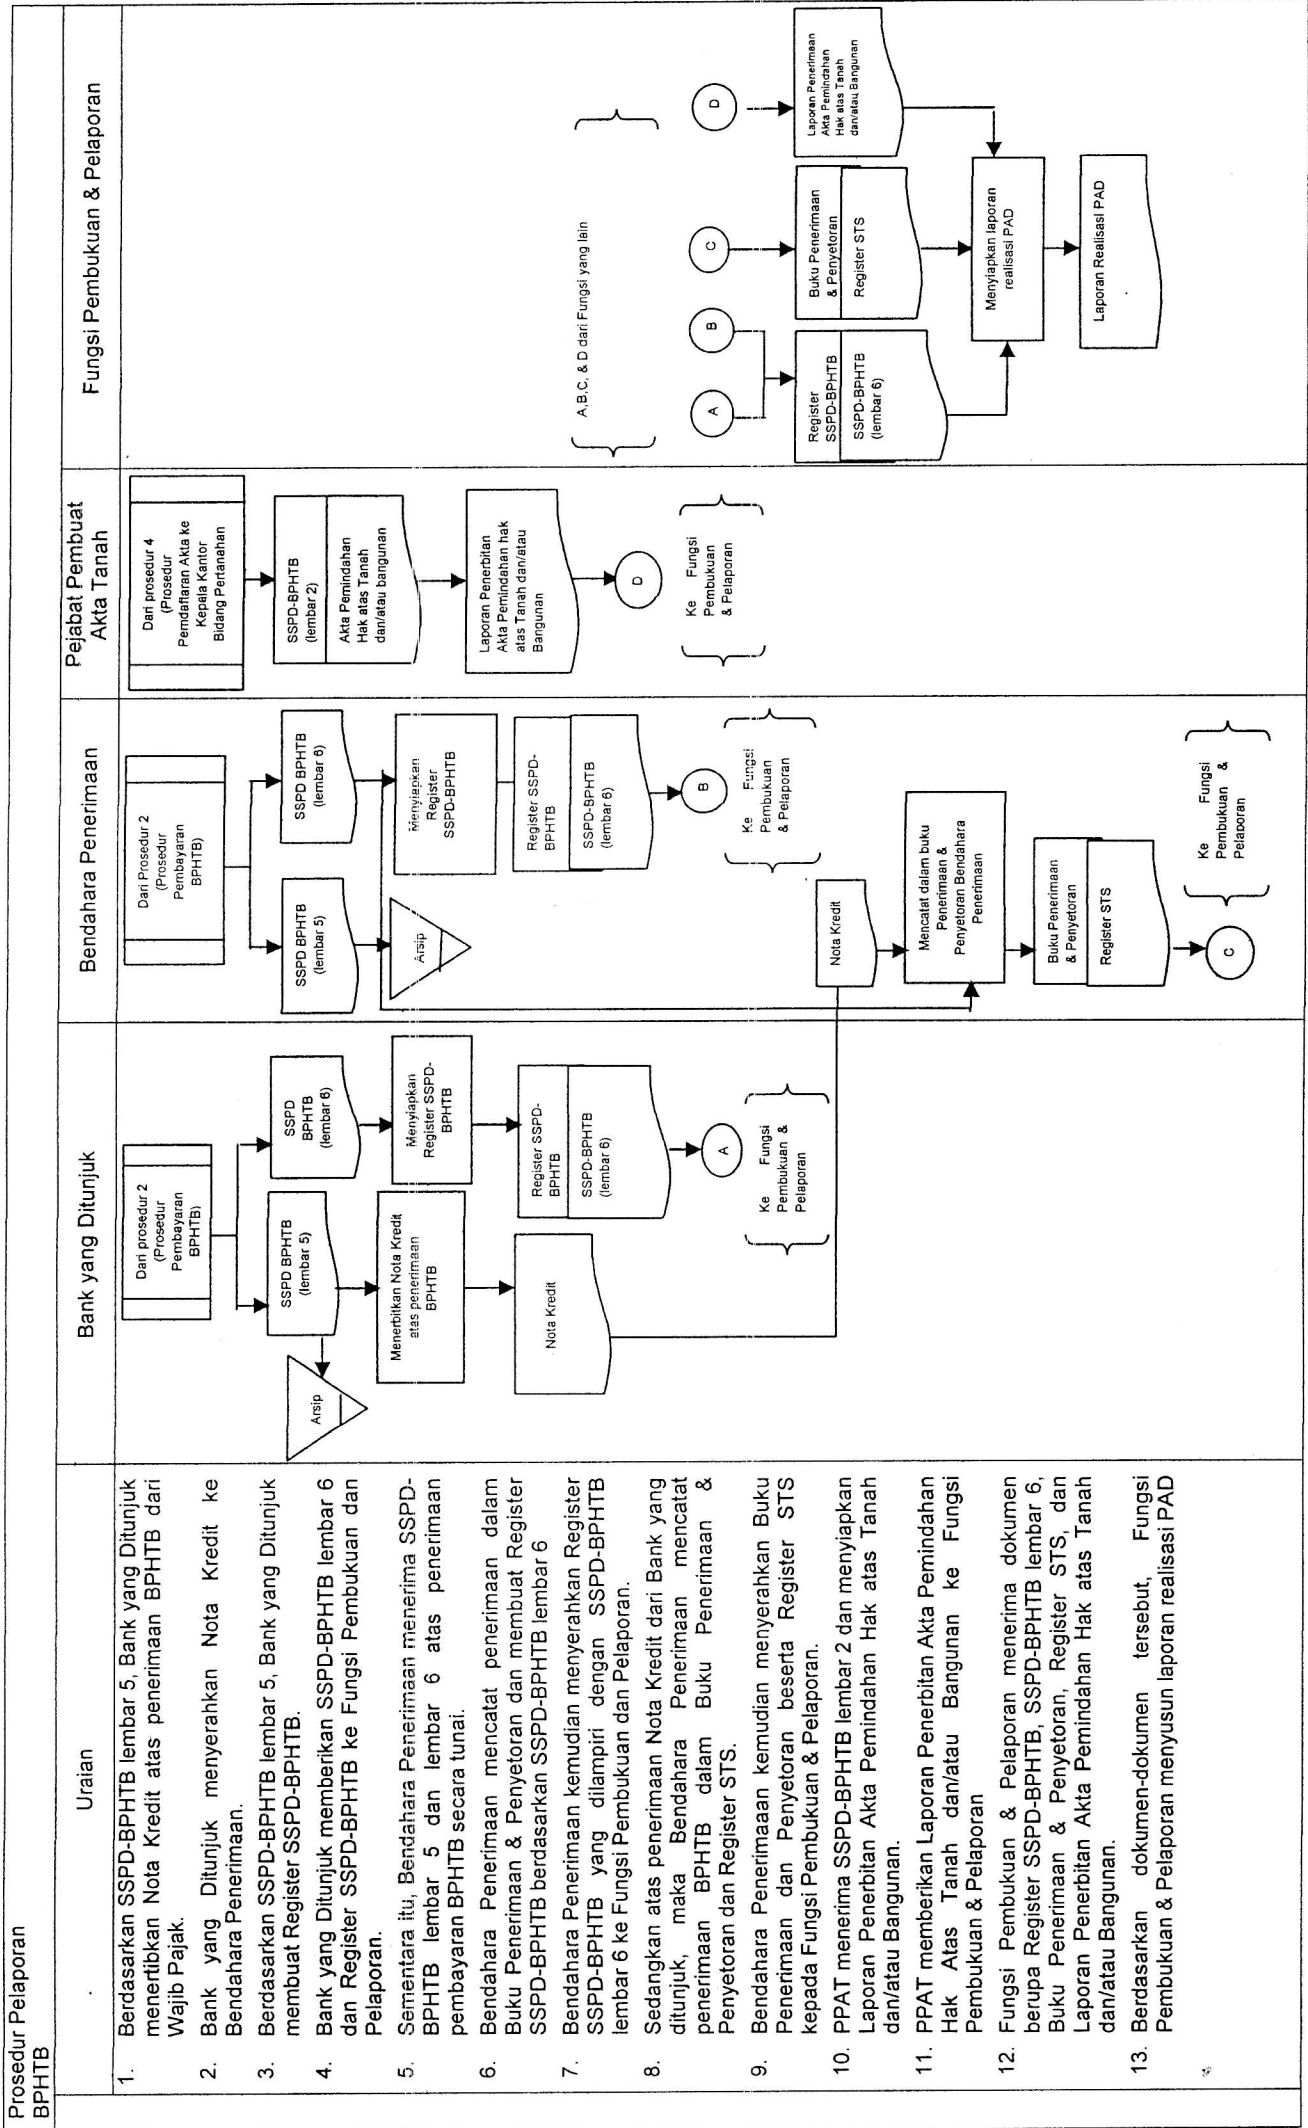 Prosedur Pelaporan
BPHTB
Uraian
1. Berdasarkan SSPD-BPHTB lembar 5, Bank yang Ditunjuk
menertibkan Nota Kredit atas penerimaan BPHTB dari
Wajib Pajak.
2. Bank yang Ditunjuk menyerahkan Nota Kredit ke
Bendahara Penerimaan.
3. Berdasarkan SSPD-BPHTB lembar 5, Bank yang Ditunjuk
membuat Register SSPD-BPHTB.
4. Bank yang Ditunjuk memberikan SSPD-BPHTB lembar 6
dan Register SSPD-BPHTB ke Fungsi Pembukuan dan
Pelaporan.
5. Sementara itu, Bendahara Penerimaan menerima SSPD-
BPHTB lembar 5 dan lembar 6 atas penerimaan
pembayaran BPHTB secara tunai.
6. Bendahara Penerimaan mencatat penerimaan dalam
Buku Penerimaan & Penyetoran dan membuat Register
SSPD-BPHTB berdasarkan SSPD-BPHTB lembar 6
7. Bendahara Penerimaan kemudian menyerahkan Register
SSPD-BPHTB yang dilampiri dengan SSPD-BPHTB
lembar 6 ke Fungsi Pembukuan dan Pelaporan.
8. Sedangkan atas penerimaan Nota Kredit dari Bank yang
ditunjuk, maka Bendahara Penerimaan mencatat
penerimaan BPHTB dalam Buku Penerimaan &
Penyetoran dan Register STS.
9. Bendahara Penerimaaan kemudian menyerahkan Buku
Penerimaan dan Penyetoran beserta Register STS
kepada Fungsi Pembukuan & Pelaporan.
10. PPAT menerima SSPD-BPHTB lembar 2 dan menyiapkan
Laporan Penerbitan Akta Pemindahan Hak atas Tanah
dan/atau Bangunan.
11. PPAT memberikan Laporan Penerbitan Akta Pemindahan
Hak Atas Tanah dan/atau Bangunan ke Fungsi
Pembukuan & Pelaporan
12. Fungsi Pembukuan & Pelaporan menerima dokumen
berupa Register SSPD-BPHTB, SSPD-BPHTB lembar 6,
Buku Penerimaan & Penyetoran, Register STS, dan
Laporan Penerbitan Akta Pemindahan Hak atas Tanah
dan/atau Bangunan.
13. Berdasarkan dokumen-dokumen tersebut, Fungsi
Pembukuan & Pelaporan menyusun laporan realisasi PAD
Bank yang Ditunjuk
Dari prosedur 2
(Prosedur
Pembayaran
BPHTB)
SSPD BPHTB
(lembar 5)
SSPD
BPHTB
(lembar 6)
Arsip
Menerbitkan Nota Kredit
atas penerimaan
BPHTB
Menyiapkan
Register SSPD-
BPHTB
Nota Kredit
Register SSPD-
BPHTB
SSPD-BPHTB
(lembar 6)
A
Ke Fungsi
Pembukuan &
Pelaporan
Bendahara Penerimaan
Dari Prosedur 2
(Prosedur
Pembayaran
BPHTB)
SSPD BPHTB
(lembar 5)
SSPD BPHTB
(lembar 6)
Arsip
Menyiapkan
Register
SSPD-BPHTB
Register SSPD-
BPHTB
SSPD-BPHTB
(lembar 6)
B
Ke Fungsi
Pembukuan
& Pelaporan
Nota Kredit
Mencatat dalam buku
Penerimaan &
Penyetoran Bendahara
Penerimaan
Buku Penerimaan
& Penyetoran
Register STS
C
Ke Fungsi
Pembukuan &
Pelaporan
Pejabat Pembuat
Akta Tanah
Dari prosedur 4
(Prosedur
Pemdaflaran Akta ke
Kepala Kantor
Bidang Pertanahan
SSPD-BPHTB
(lembar 2)
Akta Pemindahan
Hak atas Tanah
dan/atau bangunan
Laporan Penerbitan
Akta Pemindahan hak
atas Tanah dan/atau
Bangunan
D
Ke Fungsi
Pembukuan
& Pelaporan
Fungsi Pembukuan & Pelaporan
A,B,C, & D dari Fungsi yang lain
A
B
C
D
Register
SSPD-BPHTB
SSPD-BPHTB
(lembar 6)
Buku Penerimaan
& Penyetoran
Register STS
Laporan Penerimaan
Akta Pemindahan
Hak atas Tanah
dan/atau Bangunan
Menyiapkan laporan
realisasi PAD
Laporan Realisasi PAD